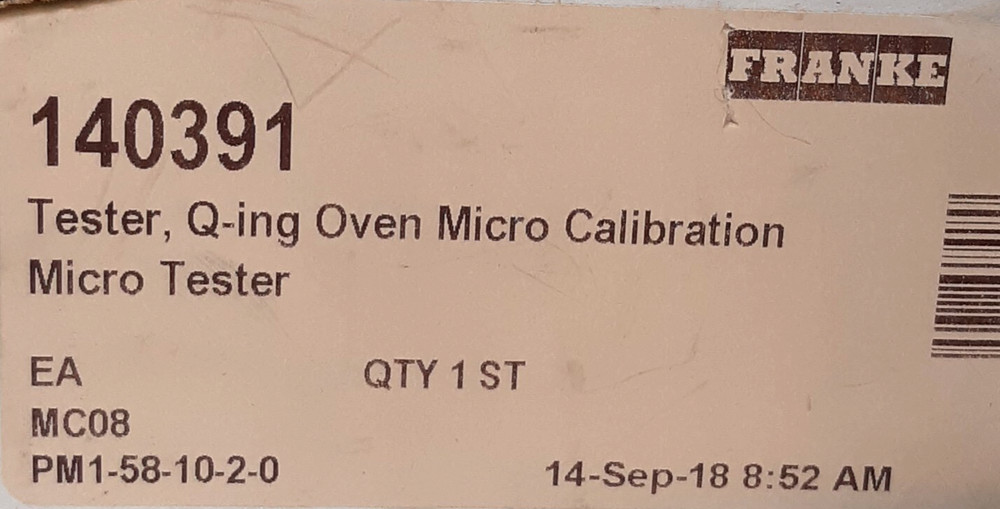 FRANKE
140391
Tester, Q-ing Oven Micro Calibration
Micro Tester
EA QTY 1 ST
MC08
PM1-58-10-2-0 14-Sep-18 8:52 AM